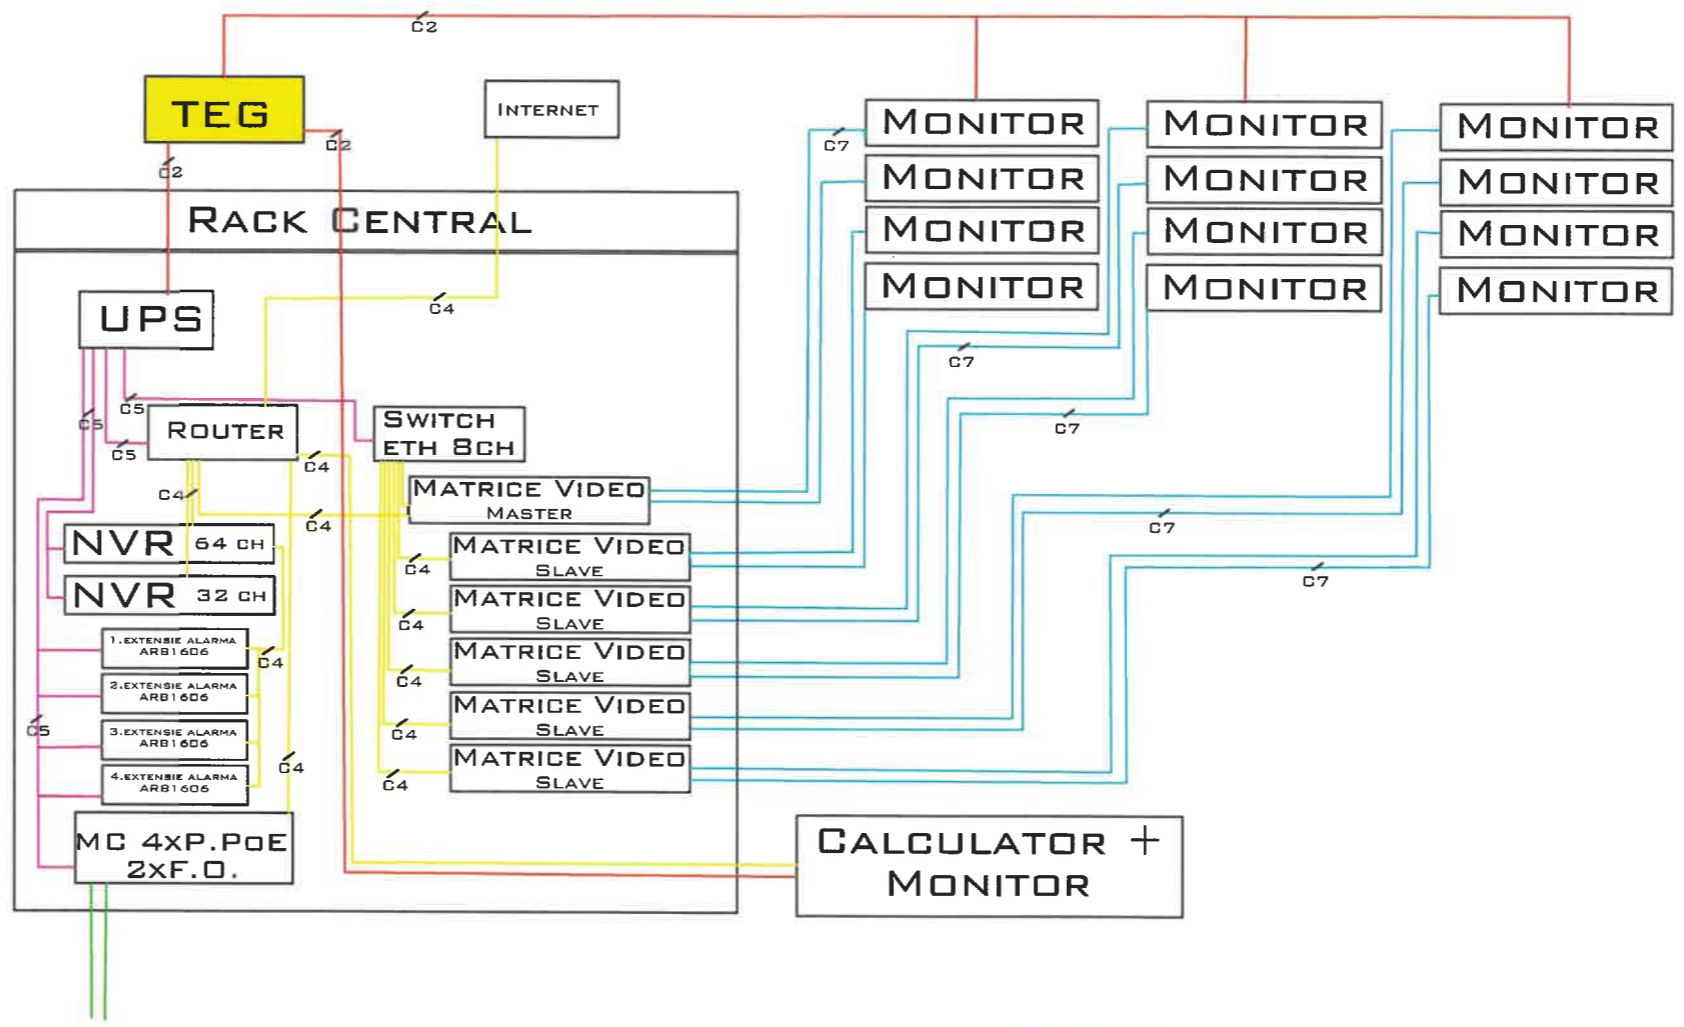 C2
TEG
INTERNET
C2
C2
C7
MONITOR
MONITOR
MONITOR
MONITOR
MONITOR
MONITOR
MONITOR
MONITOR
MONITOR
MONITOR
MONITOR
MONITOR
RACK CENTRAL
UPS
C4
C7
C5
C5
C5
ROUTER
C4
SWITCH
ETH 8CH
C7
C4
C4
MATRICE VIDEO
MASTER
C7
NVR 64 CH
C4
MATRICE VIDEO
SLAVE
C7
NVR 32 CH
C4
MATRICE VIDEO
SLAVE
1.EXTENSIE ALARMA
ARB1606
C4
C4
MATRICE VIDEO
SLAVE
2.EXTENSIE ALARMA
ARB1606
C5
3.EXTENSIE ALARMA
ARB1606
C4
C4
MATRICE VIDEO
SLAVE
4.EXTENSIE ALARMA
ARB1606
C4
MATRICE VIDEO
SLAVE
MC 4XP.POE
2XF.O.
CALCULATOR +
MONITOR